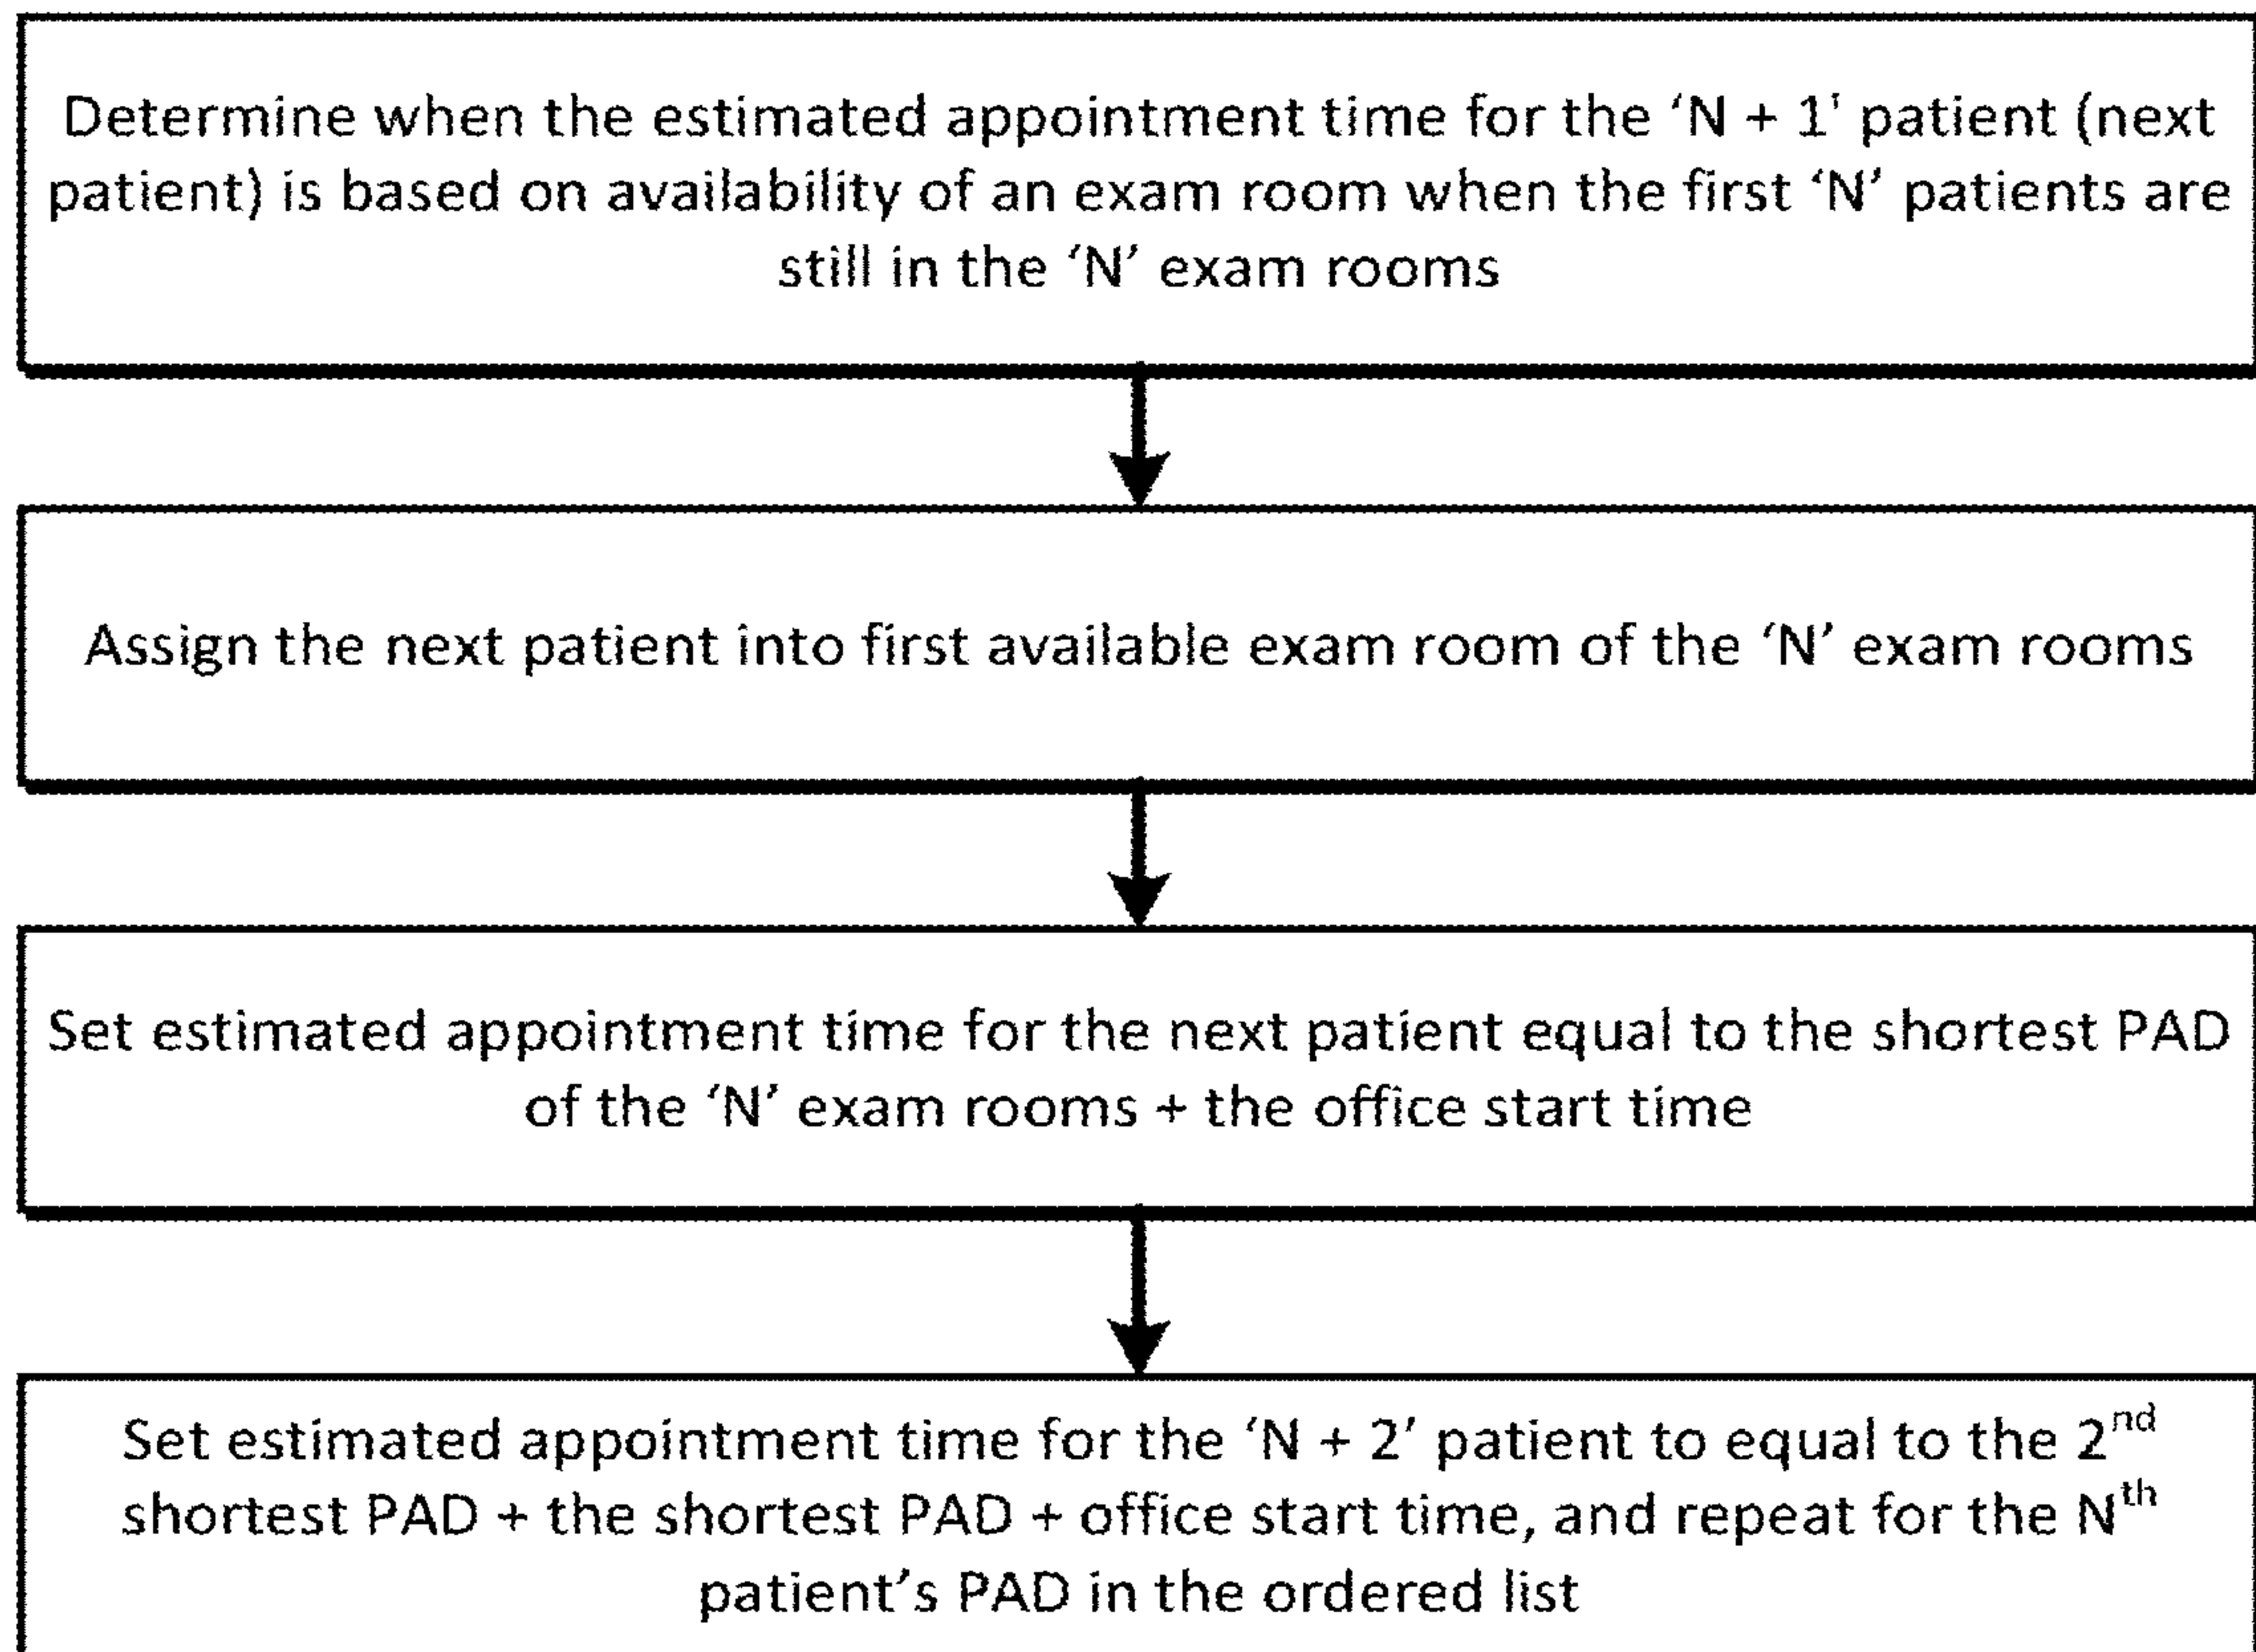 Determine when the estimated appointment time for the ‘N + 1' patient (next
patient) is based on availability of an exam room when the first ‘N’ patients are
still in the ‘N’ exam rooms
Assign the next patient into first available exam room of the ‘N’ exam rooms
Set estimated appointment time for the next patient equal to the shortest PAD
of the ‘N’ exam rooms + the office start time
Set estimated appointment time for the ‘N + 2’ patient to equal to the 2nd
shortest PAD + the shortest PAD + office start time, and repeat for the Nth
patient’s PAD in the ordered list